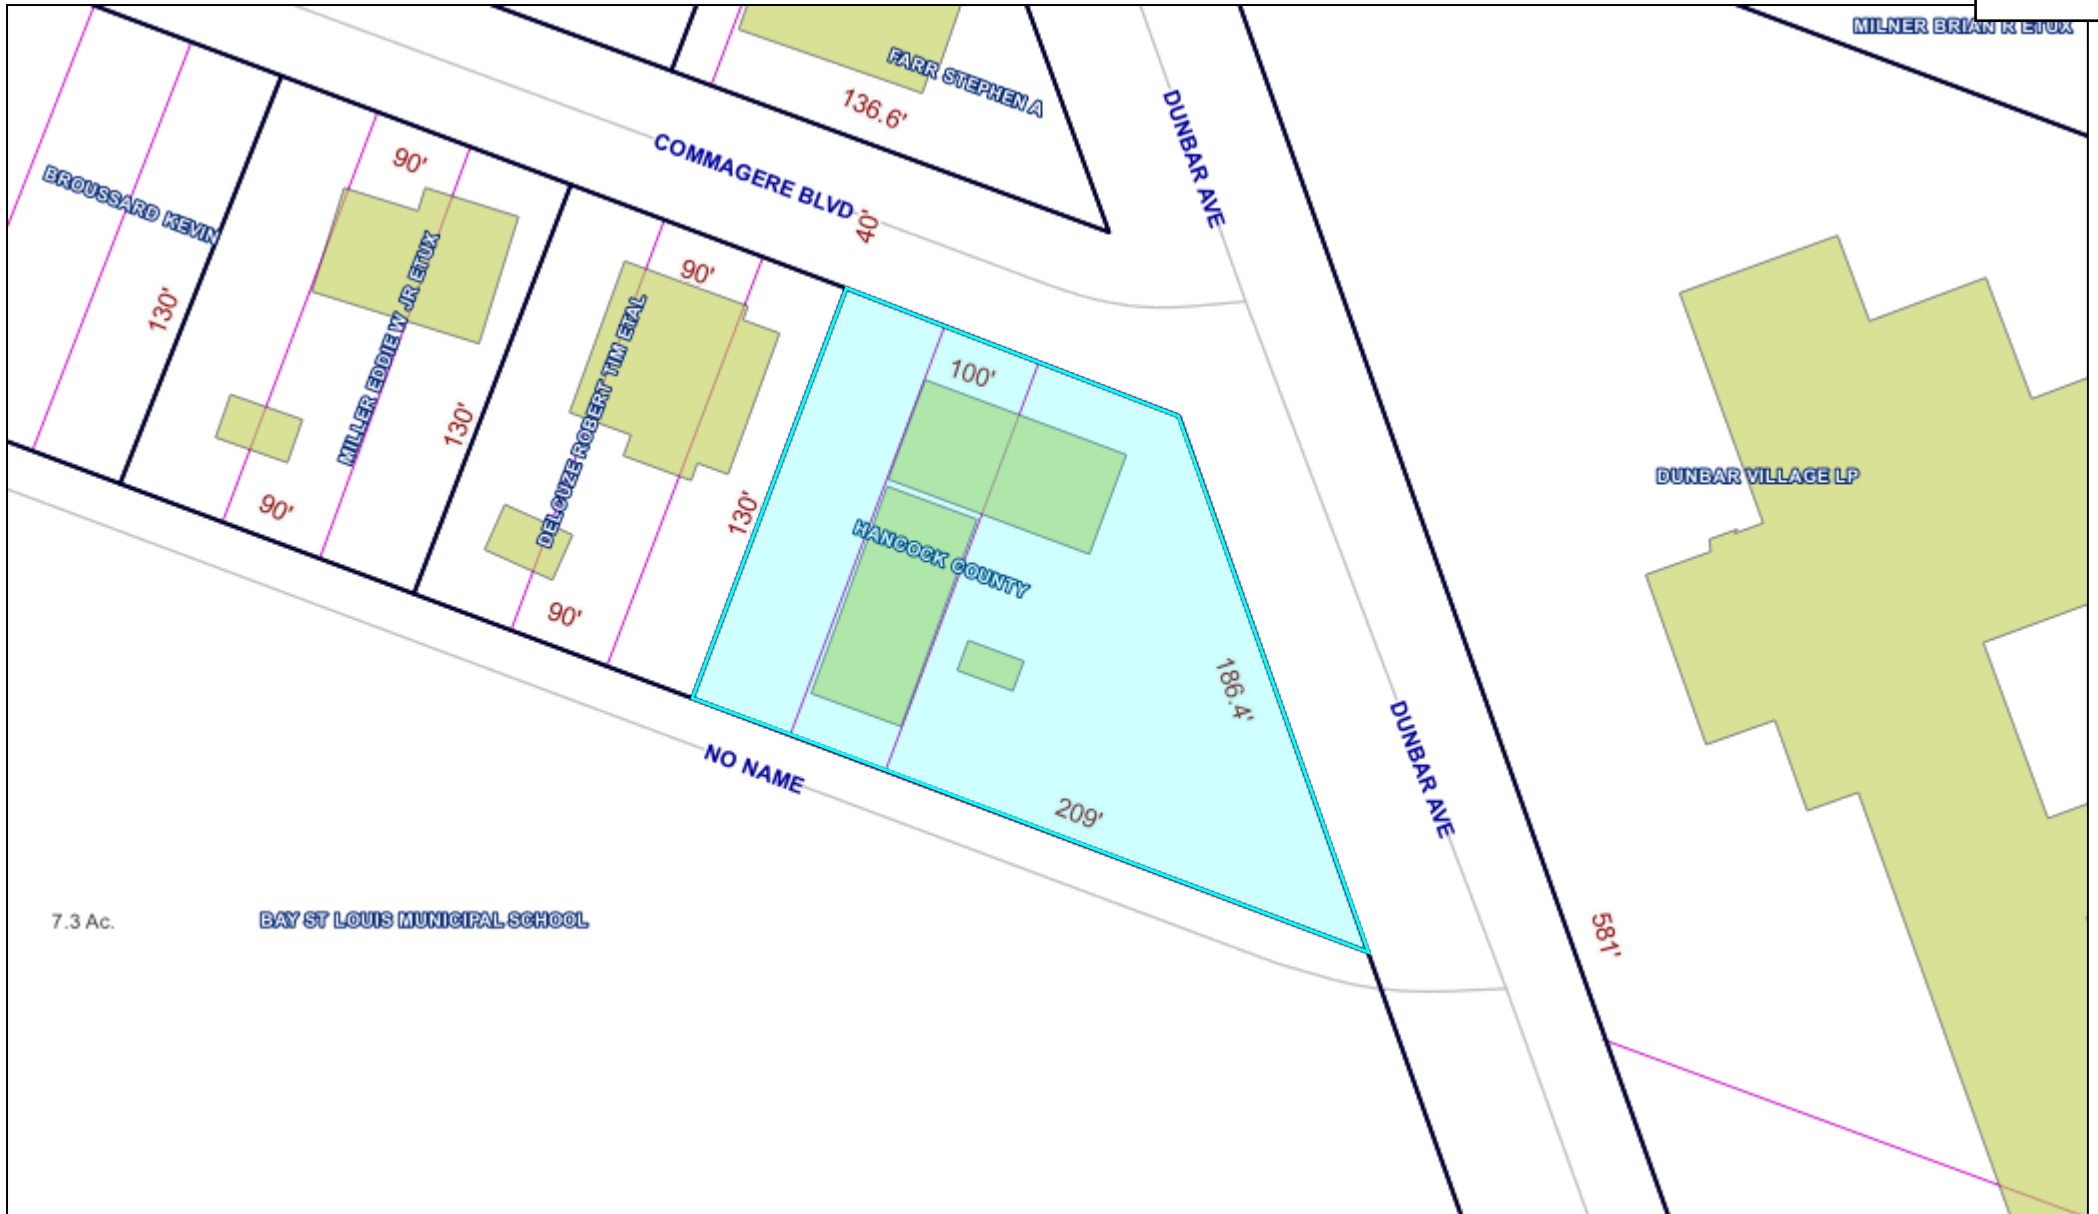 MILNER BRIAN R ETUX
FARR STEPHEN A
136.6'
DUNBAR AVE
COMMAGERE BLVD
40'
90'
BROUSSARD KEVIN
130'
MILLER EDDIE W JR ETUX
90'
130'
90'
DELCUZE ROBERT TIM ETAL
90'
130'
100'
HANCOCK COUNTY
186.4'
209'
DUNBAR VILLAGE LP
NO NAME
DUNBAR AVE
581'
7.3 Ac.
BAY ST LOUIS MUNICIPAL SCHOOL